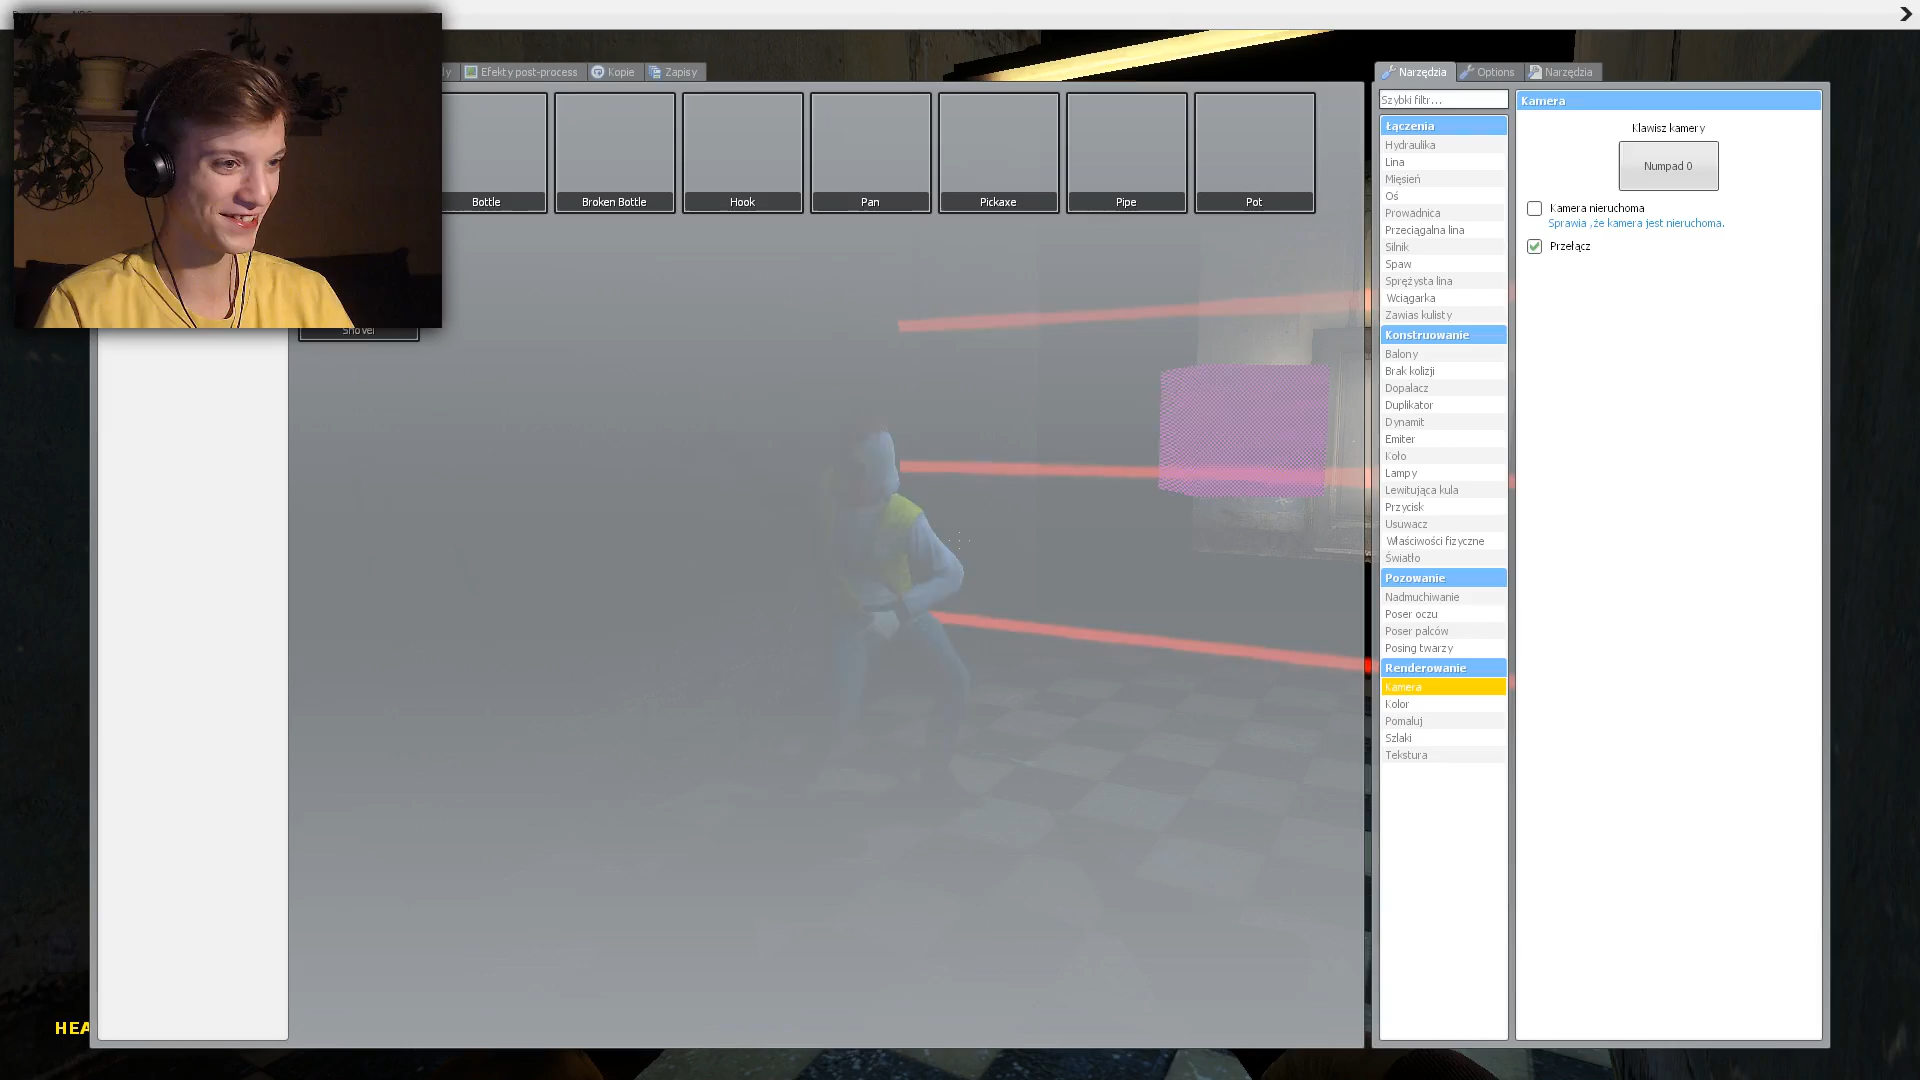 Efekty post-process
Kopie
Zapisy
Narzędzia
Options
Narzędzia
Bottle
Broken Bottle
Hook
Pan
Pickaxe
Pipe
Pot
Shovel
HEA
Szybki filtr...
Łączenia
Hydraulika
Lina
Mięsień
Oś
Prowadnica
Przeciągalna lina
Silnik
Spaw
Sprężysta lina
Wciągarka
Zawias kulisty
Konstruowanie
Balony
Brak kolizji
Dopalacz
Duplikator
Dynamit
Emiter
Koło
Lampy
Lewitująca kula
Przycisk
Usuwacz
Właściwości fizyczne
Światło
Pozowanie
Nadmuchiwanie
Poser oczu
Poser palców
Posing twarzy
Renderowanie
Kamera
Kolor
Pomaluj
Szlaki
Tekstura
Kamera
Klawisz kamery
Numpad 0
Kamera nieruchoma
Sprawia ,że kamera jest nieruchoma.
Przełącz